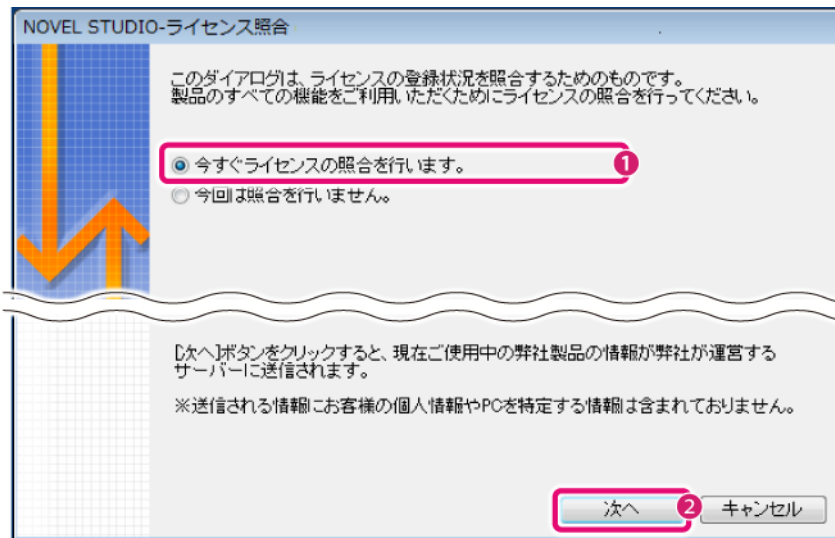 NOVEL STUDIO-ライセンス照合
このダイアログは、ライセンスの登録状況を照合するためのものです。
製品のすべての機能をご利用いただくためにライセンスの照合を行ってください。
今すぐライセンスの照合を行います。 1
今回は照合を行いません。
[次へ]ボタンをクリックすると、現在ご使用中の弊社製品の情報が弊社が運営する
サーバーに送信されます。
※送信される情報にお客様の個人情報やPCを特定する情報は含まれておりません。
次へ 2 キャンセル